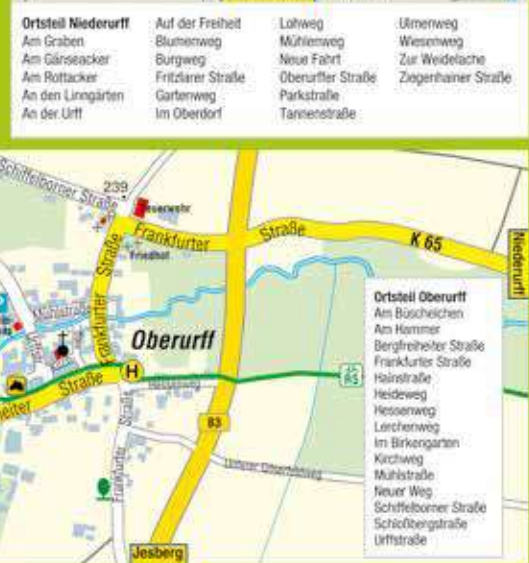 Ortsteil Niederurff
Am Graben
Am Gänseacker
Am Rottacker
An den Linngärten
An der Urff
Auf der Freiheit
Blumenweg
Burgweg
Fritzlarer Straße
Gartenweg
Im Oberdorf
Lohweg
Mühlenweg
Neue Fahrt
Oberurffer Straße
Parkstraße
Tannenstraße
Ulmenweg
Wiesenweg
Zur Weidelache
Ziegenhainer Straße
Schiffelborner Straße
239
Feuerwehr
Frankfurter Straße
K 65
Niederurff
Friedhof
Frankfurter Straße
Mühlstraße
Oberurff
H
Straße
R5
Hessenweg
83
Frankfurter Straße
Jesberg
Ortsteil Oberurff
Am Büschelchen
Am Hammer
Bergfreiheiter Straße
Frankfurter Straße
Hainstraße
Heideweg
Hessenweg
Lerchenweg
Im Birkengarten
Kirchweg
Mühlstraße
Neuer Weg
Schiffelborner Straße
Schloßbergstraße
Urffstraße